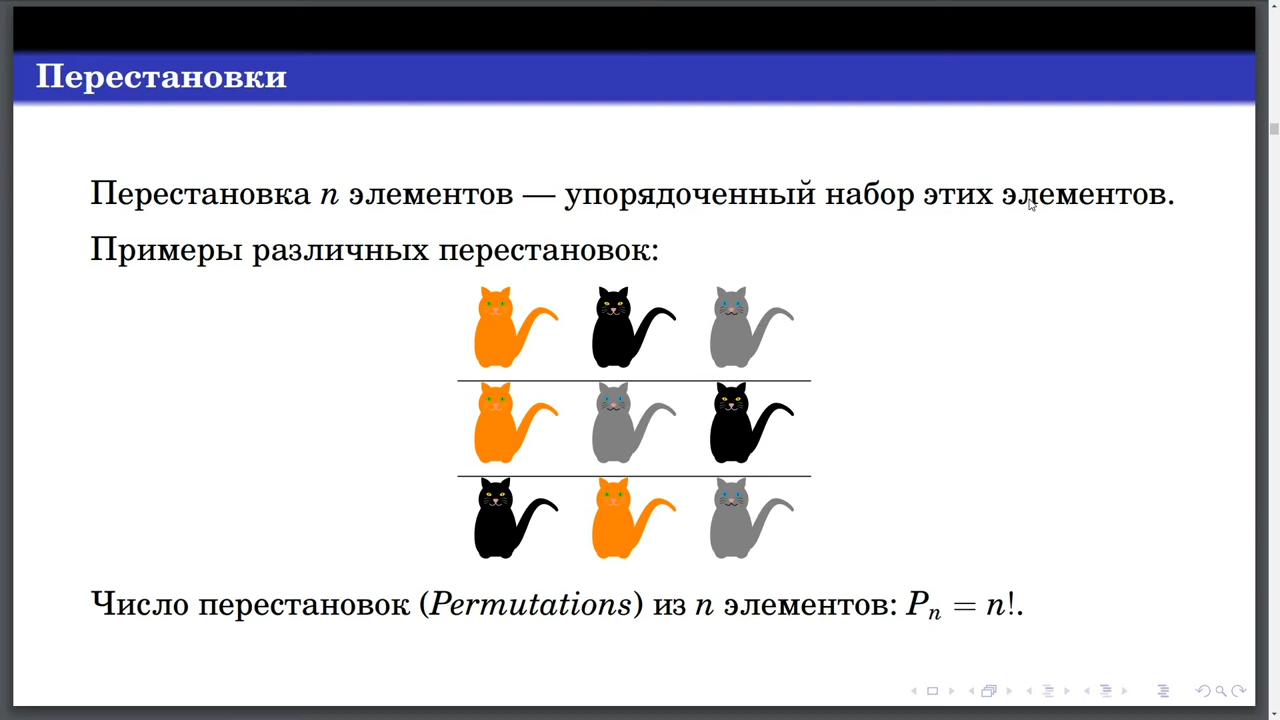 Перестановки
Перестановка n элементов — упорядоченный набор этих элементов.
Примеры различных перестановок:
Число перестановок (Permutations) из n элементов: Pₙ = n!.